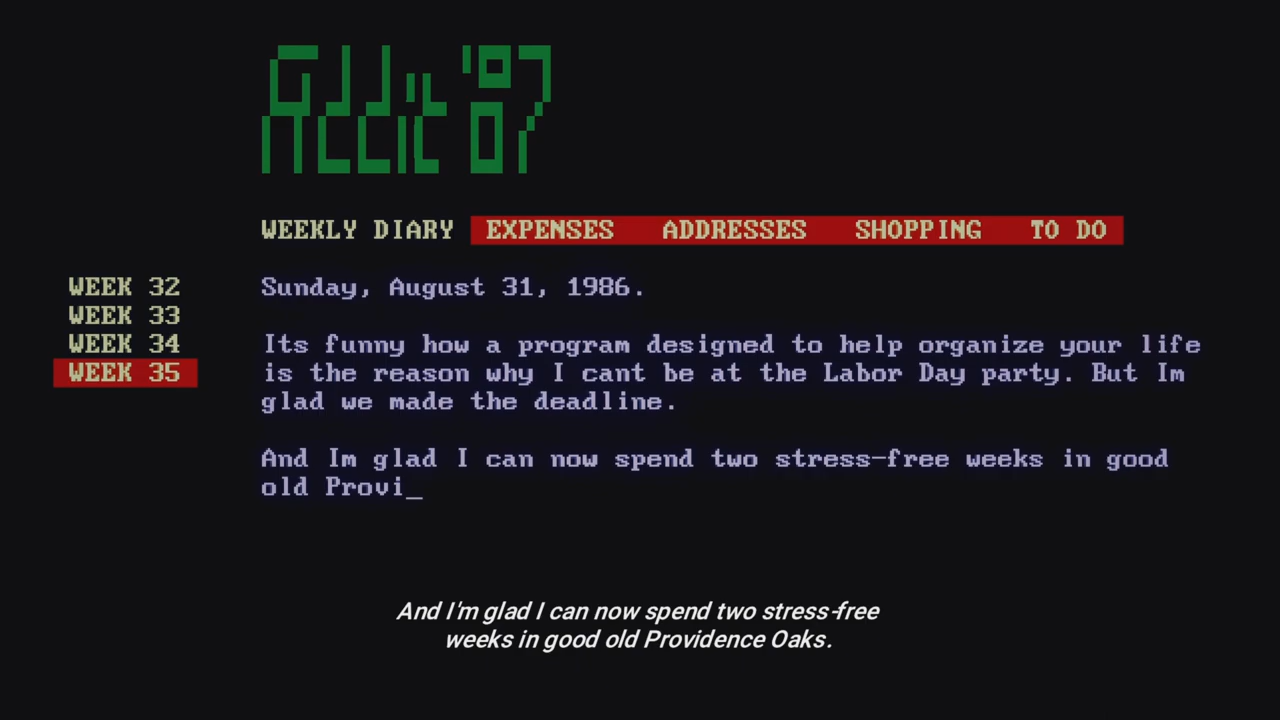 WEEKLY DIARY EXPENSES ADDRESSES SHOPPING TO DO
WEEK 32
WEEK 33
WEEK 34
WEEK 35
Sunday, August 31, 1986.
Its funny how a program designed to help organize your life
is the reason why I cant be at the Labor Day party. But Im
glad we made the deadline.
And Im glad I can now spend two stress-free weeks in good
old Provi_
And I'm glad I can now spend two stress-free
weeks in good old Providence Oaks.